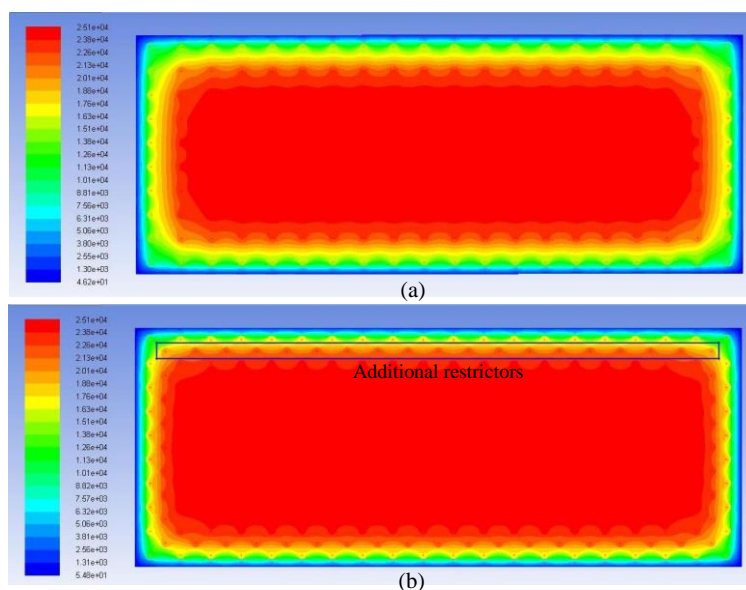 2.51e+04
2.38e+04
2.26e+04
2.13e+04
2.01e+04
1.88e+04
1.76e+04
1.63e+04
1.51e+04
1.38e+04
1.26e+04
1.13e+04
1.01e+04
8.81e+03
7.56e+03
6.31e+03
5.06e+03
3.80e+03
2.55e+03
1.30e+03
4.62e+01
(a)
2.51e+04
2.38e+04
2.26e+04
2.13e+04
2.01e+04
1.88e+04
1.76e+04
1.63e+04
1.51e+04
1.38e+04
1.26e+04
1.13e+04
1.01e+04
8.82e+03
7.57e+03
6.32e+03
5.06e+03
3.81e+03
2.56e+03
1.31e+03
5.48e+01
Additional restrictors
(b)